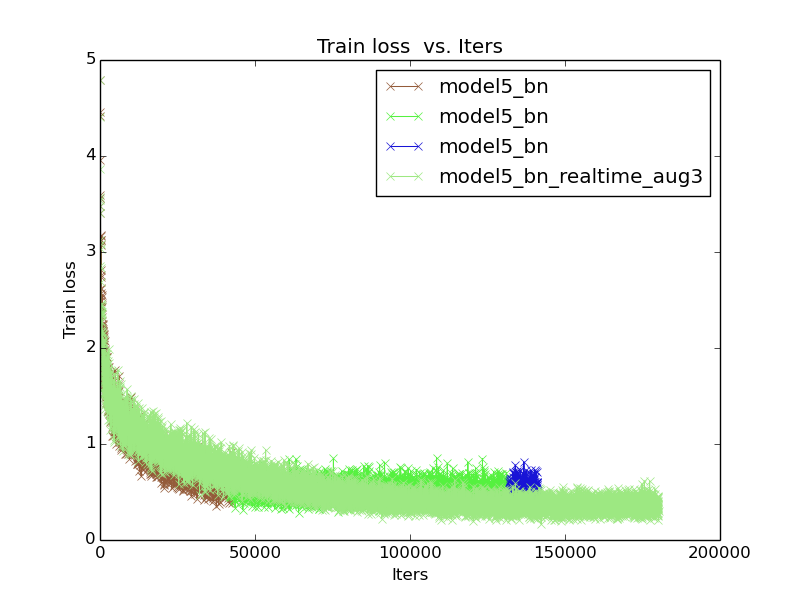 Train loss  vs. Iters
model5_bn
model5_bn
model5_bn
model5_bn_realtime_aug3
5
4
3
2
1
0
Train loss
0 50000 100000 150000 200000
Iters